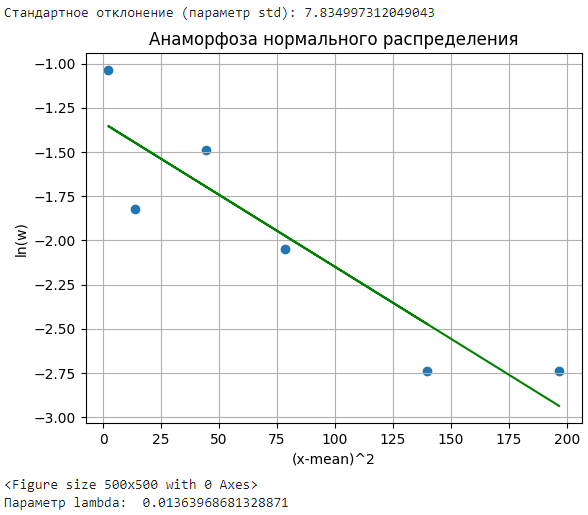 Стандартное отклонение (параметр std): 7.834997312049043
Анаморфоза нормального распределения
−1.00
−1.25
−1.50
−1.75
−2.00
−2.25
−2.50
−2.75
−3.00
ln(w)
0 25 50 75 100 125 150 175 200
(x-mean)^2
<Figure size 500x500 with 0 Axes>
Параметр lambda:  0.01363968681328871